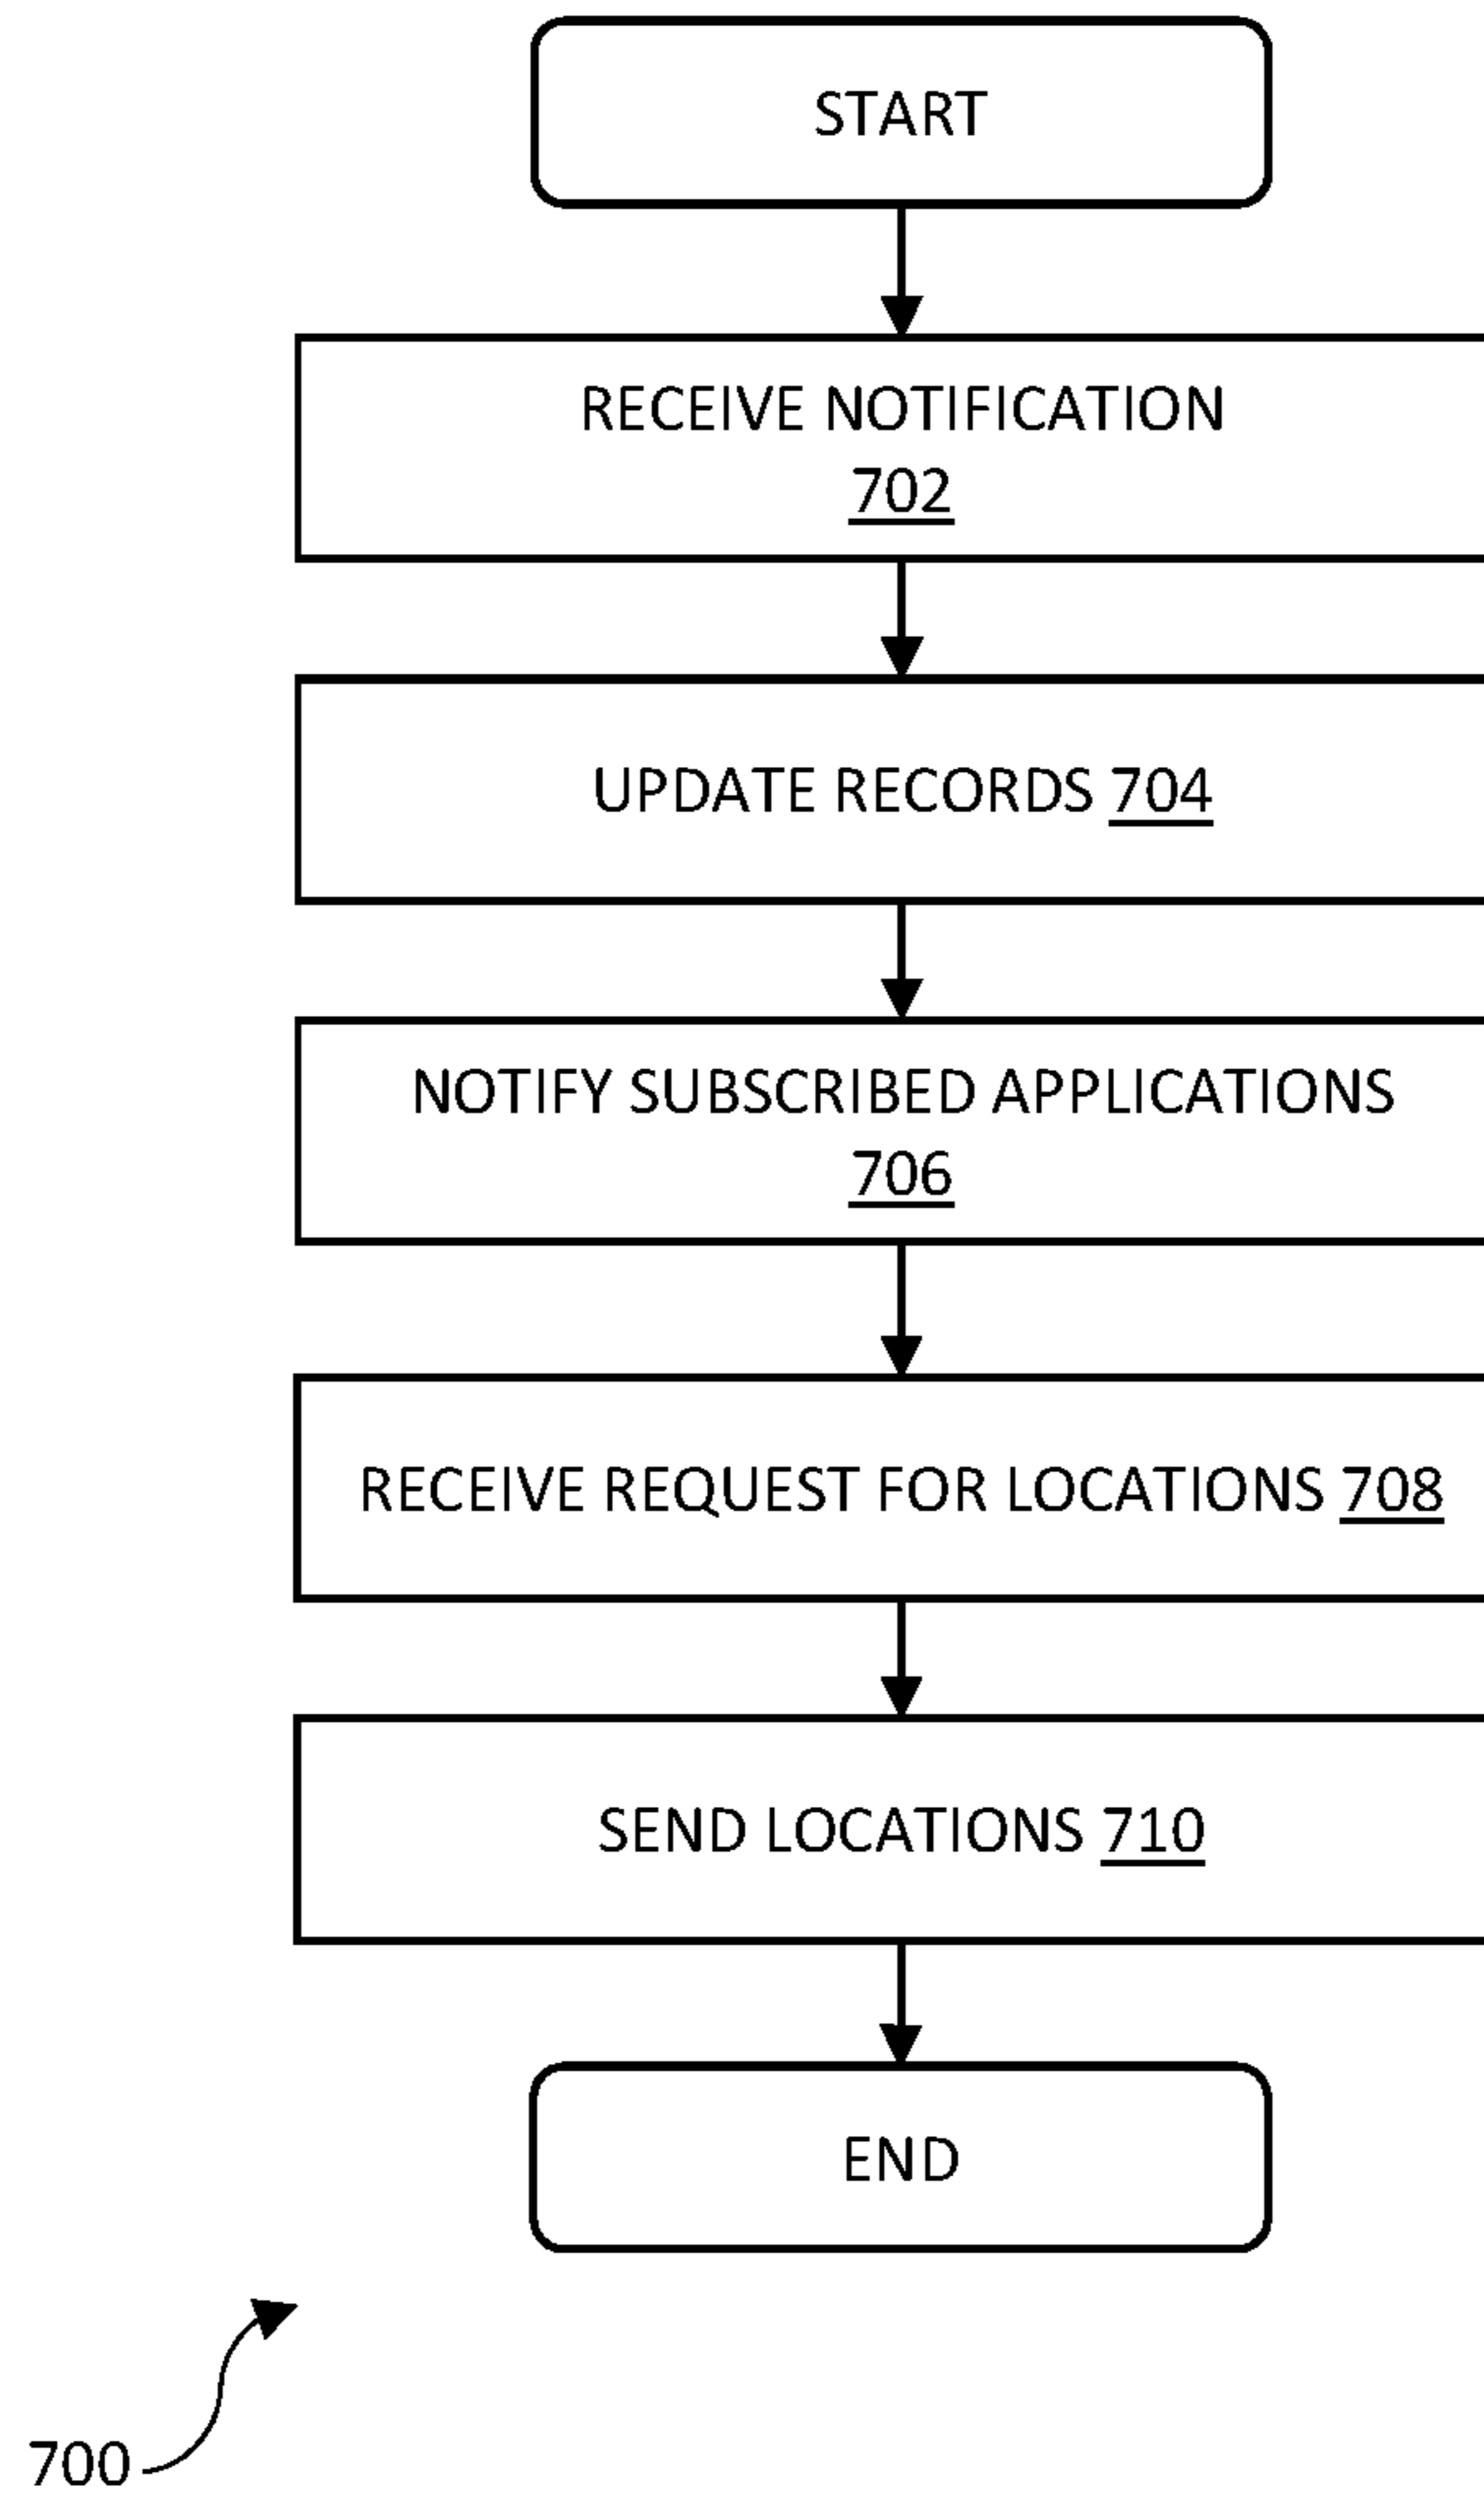 START
RECEIVE NOTIFICATION
702
UPDATE RECORDS 704
NOTIFY SUBSCRIBED APPLICATIONS
706
RECEIVE REQUEST FOR LOCATIONS 708
SEND LOCATIONS 710
END
700